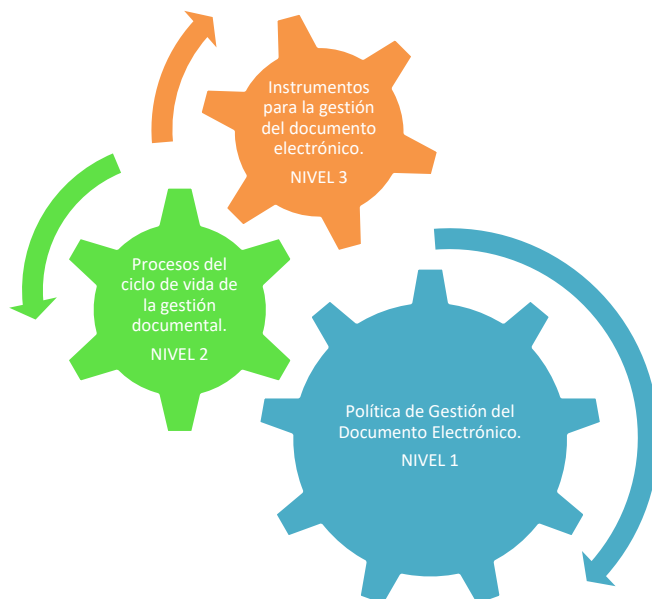 Instrumentos
para la gestión
del documento
electrónico.
NIVEL 3
Procesos del
ciclo de vida de
la gestión
documental.
NIVEL 2
Política de Gestión del
Documento Electrónico.
NIVEL 1